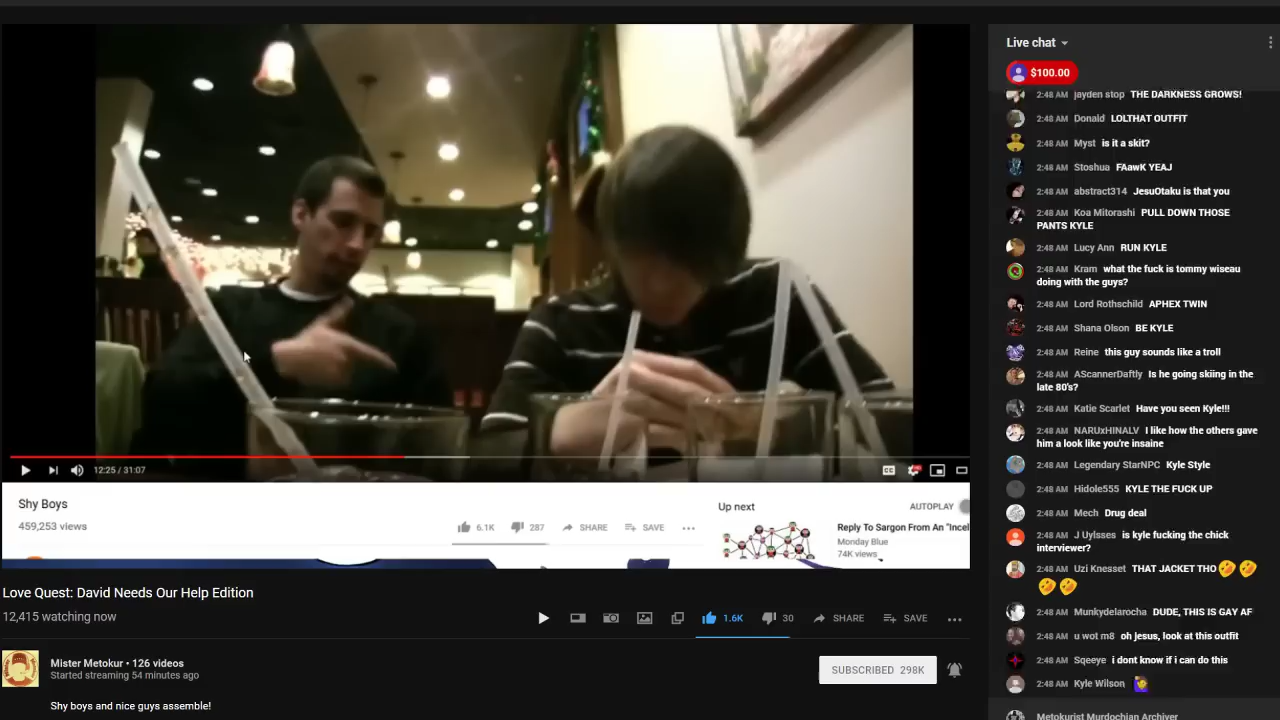 Live chat
$100.00
2:48 AM jayden stop THE DARKNESS GROWS!
2:48 AM Donald LOLTHAT OUTFIT
2:48 AM Myst is it a skit?
2:48 AM Stoshua FAawK YEAJ
2:48 AM abstract314 JesuOtaku is that you
2:48 AM Koa Mitorashi PULL DOWN THOSE
PANTS KYLE
2:48 AM Lucy Ann RUN KYLE
2:48 AM Kram what the fuck is tommy wiseau
doing with the guys?
2:48 AM Lord Rothschild APHEX TWIN
2:48 AM Shana Olson BE KYLE
2:48 AM Reine this guy sounds like a troll
2:48 AM AScannerDaftly Is he going skiing in the
late 80's?
2:48 AM Katie Scarlet Have you seen Kyle!!!
2:48 AM NARUxHINALV I like how the others gave
him a look like you're insaine
2:48 AM Legendary StarNPC Kyle Style
2:48 AM Hidole555 KYLE THE FUCK UP
2:48 AM Mech Drug deal
2:48 AM J Uylsses is kyle fucking the chick
interviewer?
2:48 AM Uzi Knesset THAT JACKET THO 🤣 🤣
🤣 🤣
2:48 AM Munkydelarocha DUDE, THIS IS GAY AF
2:48 AM u wot m8 oh jesus, look at this outfit
2:48 AM Sqeeye i dont know if i can do this
2:48 AM Kyle Wilson
Metokurist Murdochian Archiver
12:25 / 31:07
CC
Shy Boys
459,253 views
6.1K 287 SHARE SAVE
Up next
AUTOPLAY
Reply To Sargon From An "Incel
Monday Blue
74K views
Love Quest: David Needs Our Help Edition
12,415 watching now
1.6K 30 SHARE SAVE
Mister Metokur • 126 videos
Started streaming 54 minutes ago
SUBSCRIBED 298K
Shy boys and nice guys assemble!